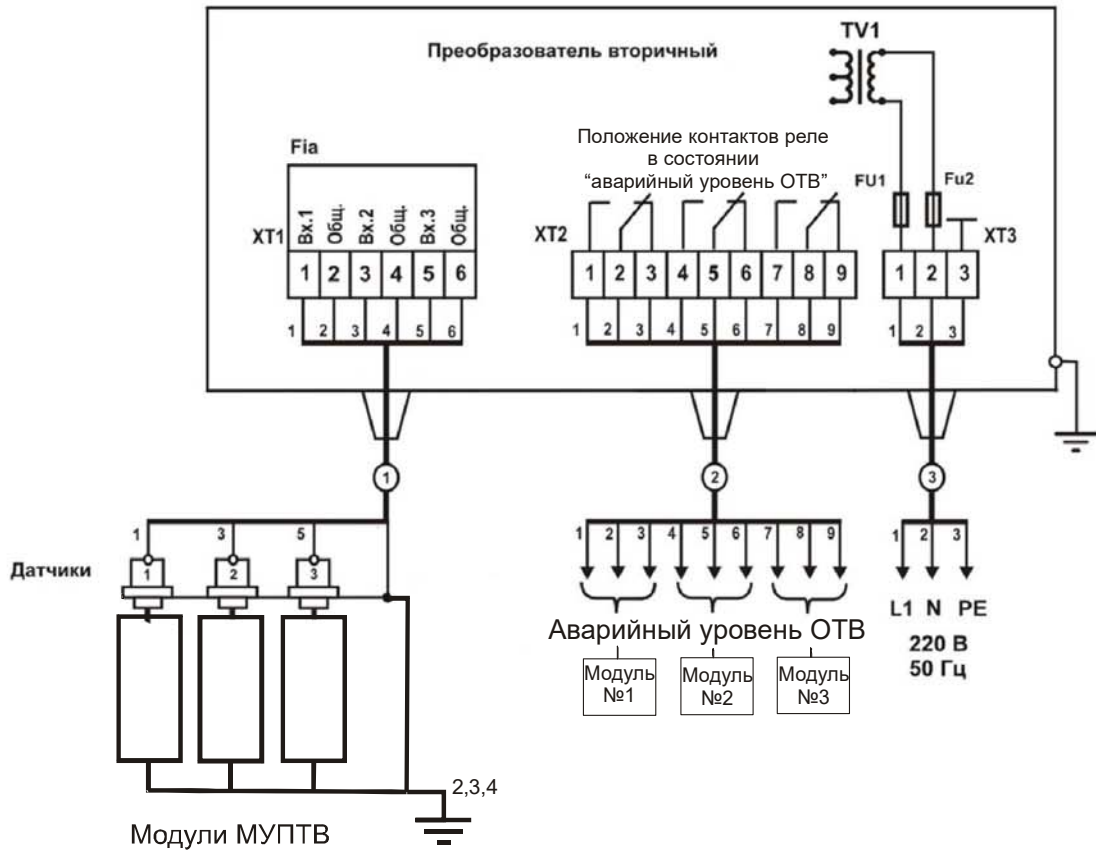 Преобразователь вторичный
TV1
Fia
Положение контактов реле
в состоянии
“аварийный уровень ОТВ”
FU1
Fu2
XT1
Вх.1
Общ.
Вх.2
Общ.
Вх.3
Общ.
XT2
XT3
1 2 3 4 5 6
1 2 3 4 5 6 7 8 9
1 2 3
1 2 3 4 5 6
1 2 3 4 5 6 7 8 9
1 2 3
1
2
3
1 3 5
1 2 3 4 5 6 7 8 9
1 2 3
Датчики
1 2 3
L1 N PE
220 В
50 Гц
Аварийный уровень ОТВ
Модуль
№1
Модуль
№2
Модуль
№3
2,3,4
Модули МУПТВ